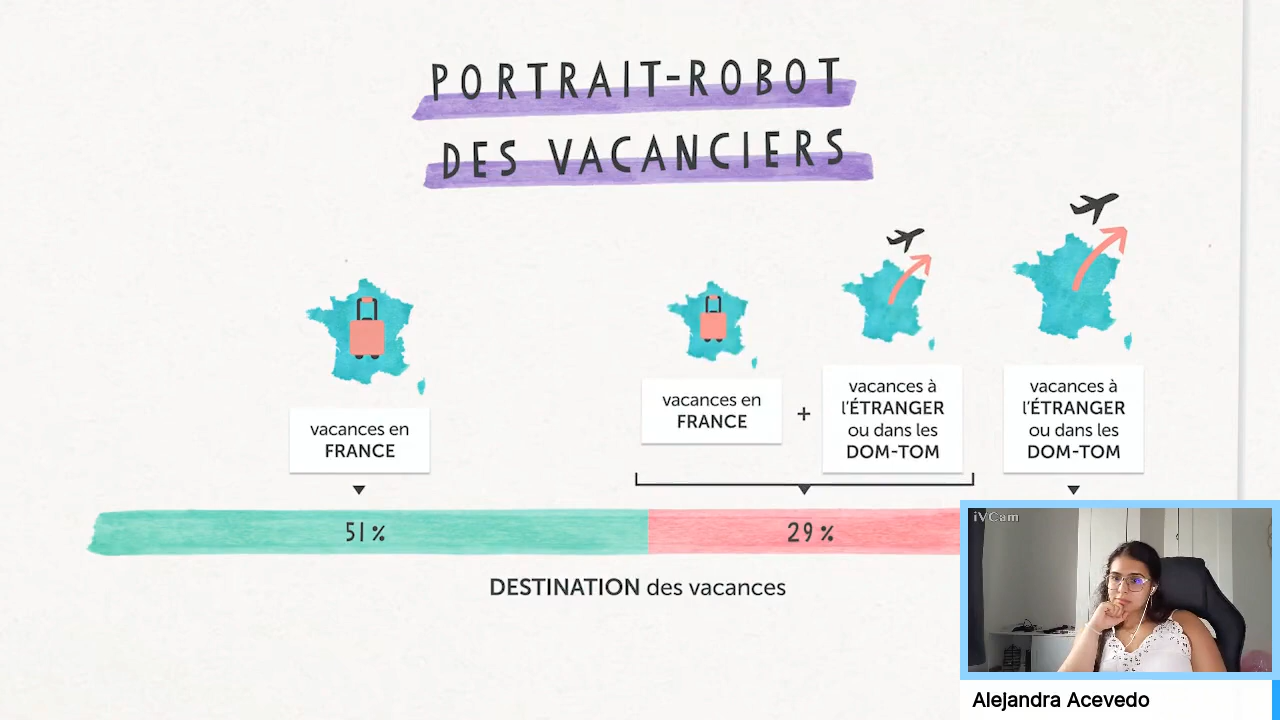 PORTRAIT-ROBOT
DES VACANCIERS
vacances en
FRANCE
vacances en
FRANCE
+
vacances à
l'ÉTRANGER
ou dans les
DOM-TOM
vacances à
l'ÉTRANGER
ou dans les
DOM-TOM
51%
29%
DESTINATION des vacances
iVCam
Alejandra Acevedo